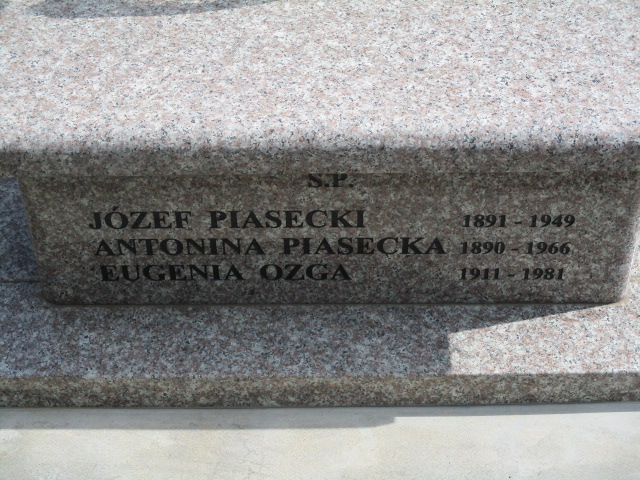 S.P.
JÓZEF PIASECKI 1891 - 1949
ANTONINA PIASECKA 1890 - 1966
EUGENIA OZGA 1911 - 1981